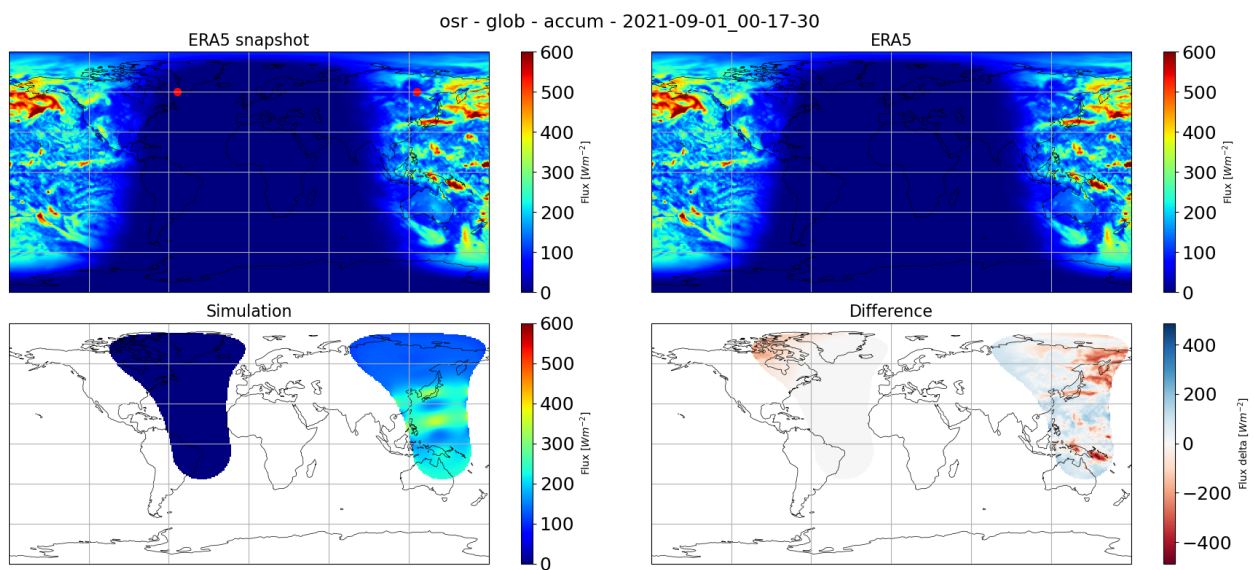 osr - glob - accum - 2021-09-01_00-17-30
ERA5 snapshot
600
500
400
300
200
100
0
Flux [Wm⁻²]
ERA5
600
500
400
300
200
100
0
Flux [Wm⁻²]
Simulation
600
500
400
300
200
100
0
Flux [Wm⁻²]
Difference
400
200
0
−200
−400
Flux delta [Wm⁻²]